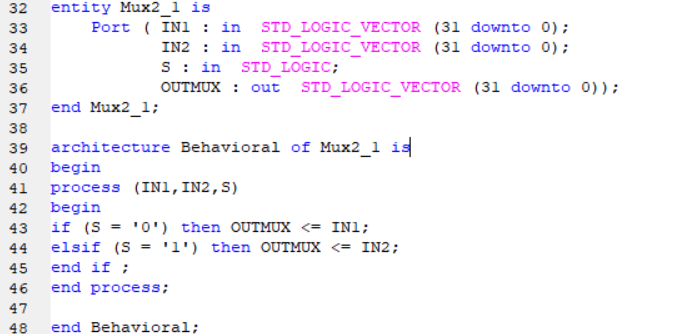 32 entity Mux2_1 is
33     Port ( IN1 : in  STD_LOGIC_VECTOR (31 downto 0);
34            IN2 : in  STD_LOGIC_VECTOR (31 downto 0);
35            S : in  STD_LOGIC;
36            OUTMUX : out  STD_LOGIC_VECTOR (31 downto 0));
37 end Mux2_1;
38
39 architecture Behavioral of Mux2_1 is
40 begin
41 process (IN1,IN2,S)
42 begin
43 if (S = '0') then OUTMUX <= IN1;
44 elsif (S = '1') then OUTMUX <= IN2;
45 end if ;
46 end process;
47
48 end Behavioral;